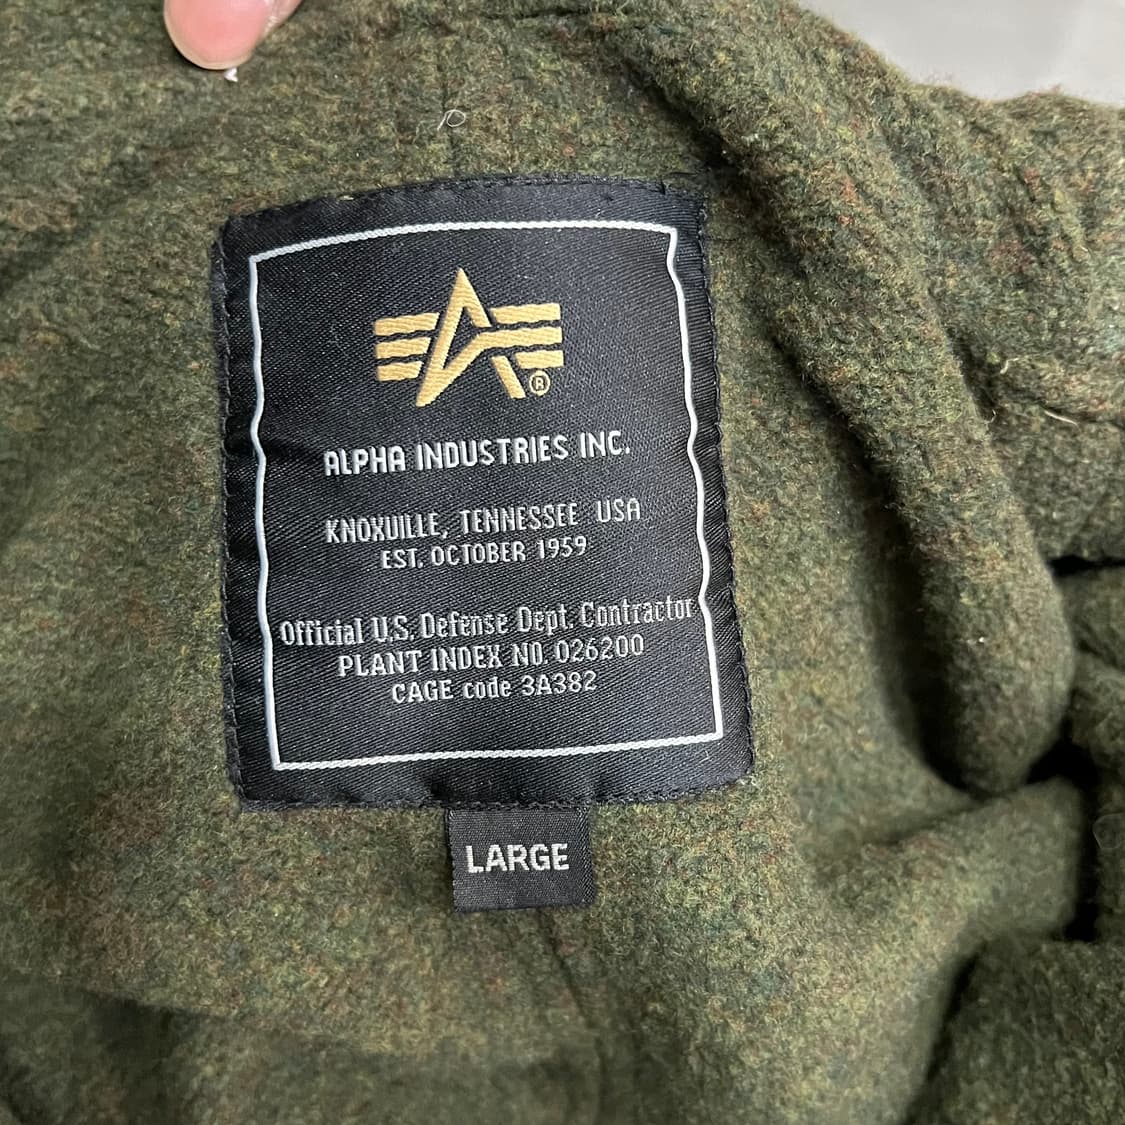 ®
ALPHA INDUSTRIES INC.
KNOXVILLE, TENNESSEE USA
EST. OCTOBER 1959
Official U.S. Defense Dept. Contractor
PLANT INDEX NO. 026200
CAGE code 3A382
LARGE